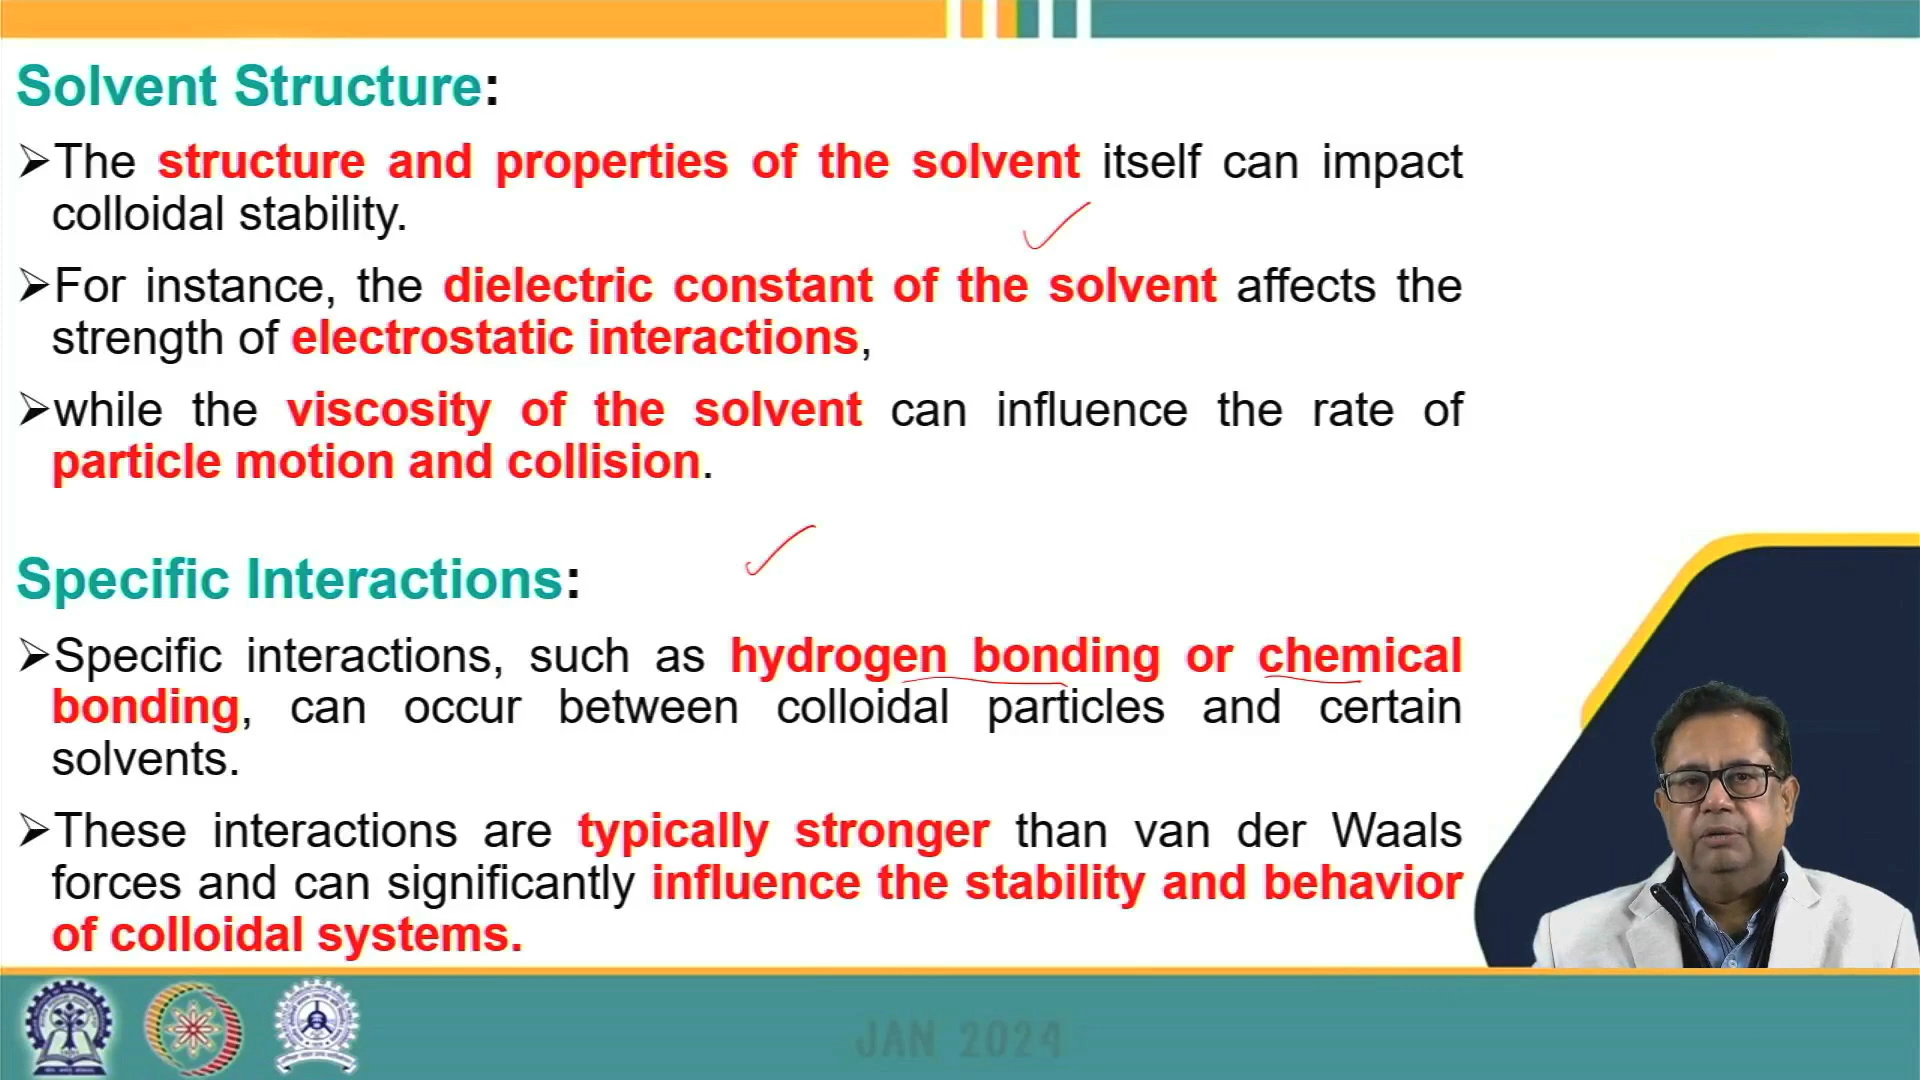 Solvent Structure:
➢The structure and properties of the solvent itself can impact
colloidal stability.
➢For instance, the dielectric constant of the solvent affects the
strength of electrostatic interactions,
➢while the viscosity of the solvent can influence the rate of
particle motion and collision.
Specific Interactions:
➢Specific interactions, such as hydrogen bonding or chemical
bonding, can occur between colloidal particles and certain
solvents.
➢These interactions are typically stronger than van der Waals
forces and can significantly influence the stability and behavior
of colloidal systems.
JAN 2024